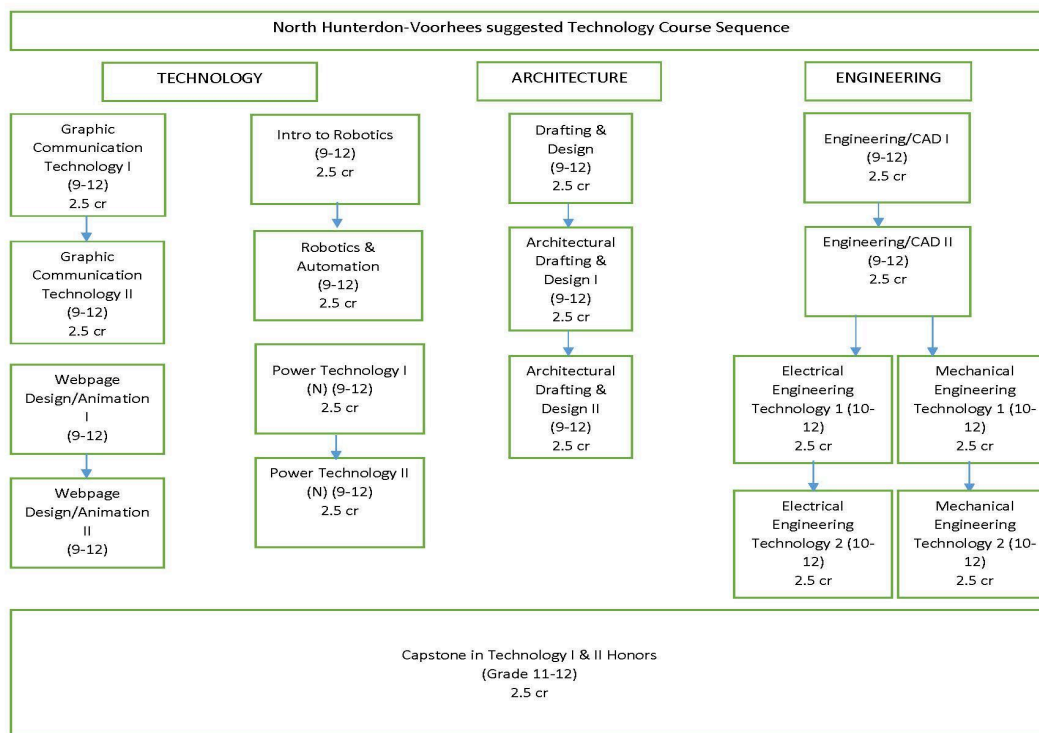 North Hunterdon-Voorhees suggested Technology Course Sequence
TECHNOLOGY
ARCHITECTURE
ENGINEERING
Graphic
Communication
Technology I
(9-12)
2.5 cr
Graphic
Communication
Technology II
(9-12)
2.5 cr
Webpage
Design/Animation
I
(9-12)
Webpage
Design/Animation
II
(9-12)
Intro to Robotics
(9-12)
2.5 cr
Robotics &
Automation
(9-12)
2.5 cr
Power Technology I
(N) (9-12)
2.5 cr
Power Technology II
(N) (9-12)
2.5 cr
Drafting &
Design
(9-12)
2.5 cr
Architectural
Drafting &
Design I
(9-12)
2.5 cr
Architectural
Drafting &
Design II
(9-12)
2.5 cr
Engineering/CAD I
(9-12)
2.5 cr
Engineering/CAD II
(9-12)
2.5 cr
Electrical
Engineering
Technology 1 (10-
12)
2.5 cr
Electrical
Engineering
Technology 2 (10-
12)
2.5 cr
Mechanical
Engineering
Technology 1 (10-
12)
2.5 cr
Mechanical
Engineering
Technology 2 (10-
12)
2.5 cr
Capstone in Technology I & II Honors
(Grade 11-12)
2.5 cr